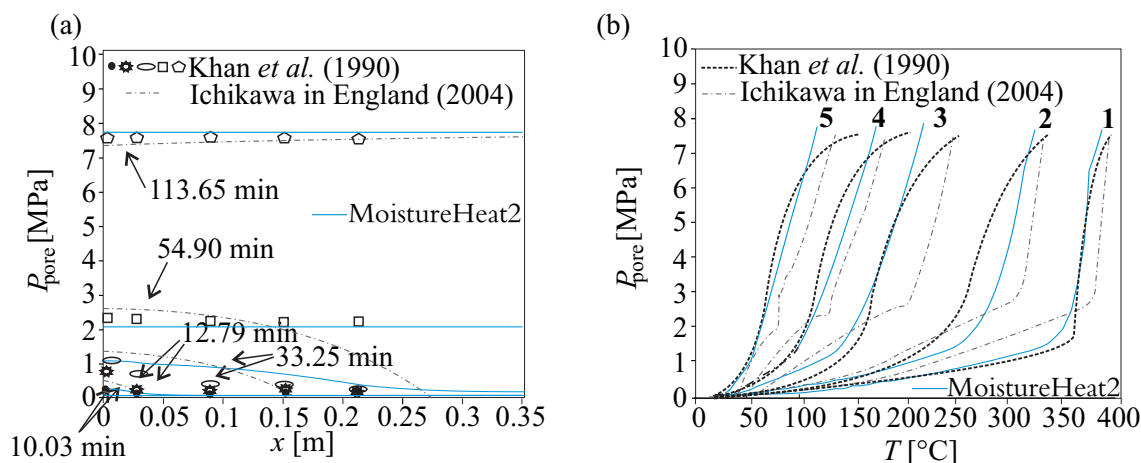 (a)
10
9
8
7
6
5
4
3
2
1
0
P_pore [MPa]
Khan et al. (1990)
Ichikawa in England (2004)
113.65 min
MoistureHeat2
54.90 min
12.79 min
33.25 min
10.03 min
0 0.05 0.1 0.15 0.2 0.25 0.3 0.35
x [m]
(b)
10
9
8
7
6
5
4
3
2
1
0
P_pore [MPa]
Khan et al. (1990)
Ichikawa in England (2004)
5 4 3 2 1
MoistureHeat2
0 50 100 150 200 250 300 350 400
T [°C]